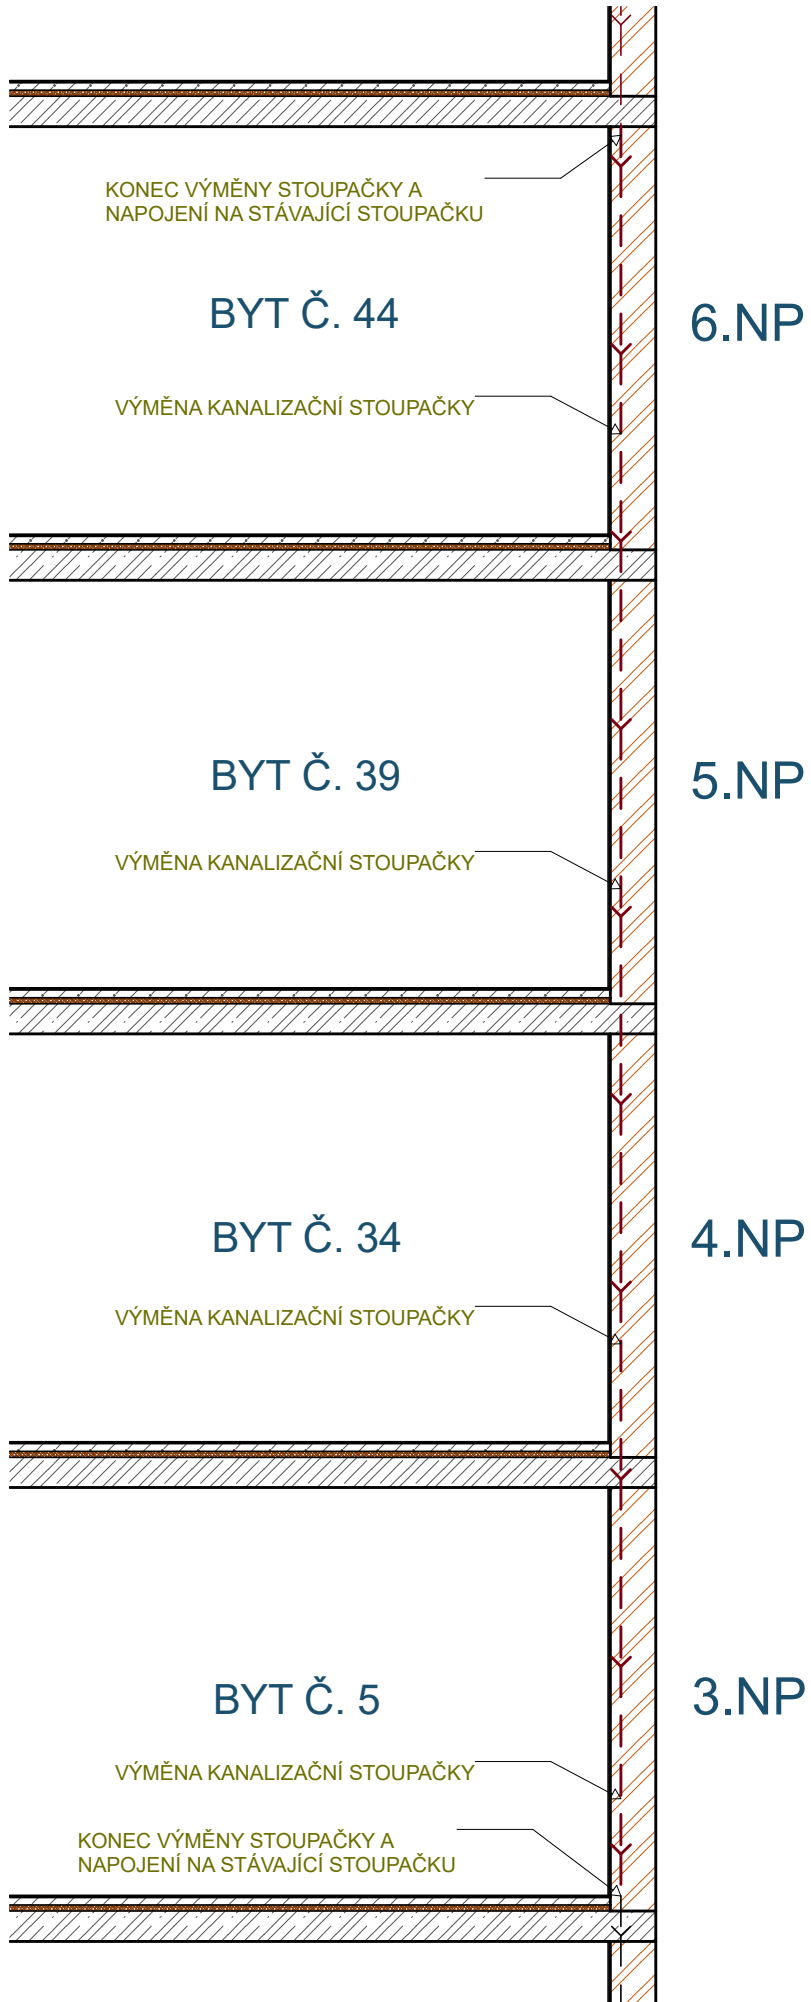 KONEC VÝMĚNY STOUPAČKY A
NAPOJENÍ NA STÁVAJÍCÍ STOUPAČKU
BYT Č. 44
6.NP
VÝMĚNA KANALIZAČNÍ STOUPAČKY
BYT Č. 39
5.NP
VÝMĚNA KANALIZAČNÍ STOUPAČKY
BYT Č. 34
4.NP
VÝMĚNA KANALIZAČNÍ STOUPAČKY
BYT Č. 5
3.NP
VÝMĚNA KANALIZAČNÍ STOUPAČKY
KONEC VÝMĚNY STOUPAČKY A
NAPOJENÍ NA STÁVAJÍCÍ STOUPAČKU